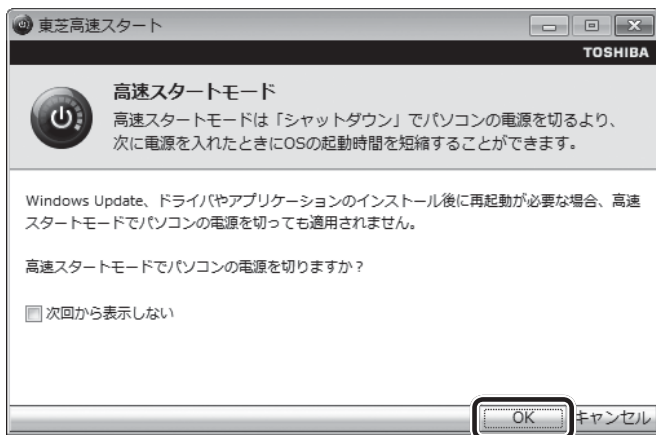 東芝高速スタート
TOSHIBA
高速スタートモード
高速スタートモードは「シャットダウン」でパソコンの電源を切るより、
次に電源を入れたときにOSの起動時間を短縮することができます。
Windows Update、ドライバやアプリケーションのインストール後に再起動が必要な場合、高速
スタートモードでパソコンの電源を切っても適用されません。
高速スタートモードでパソコンの電源を切りますか？
次回から表示しない
OK キャンセル